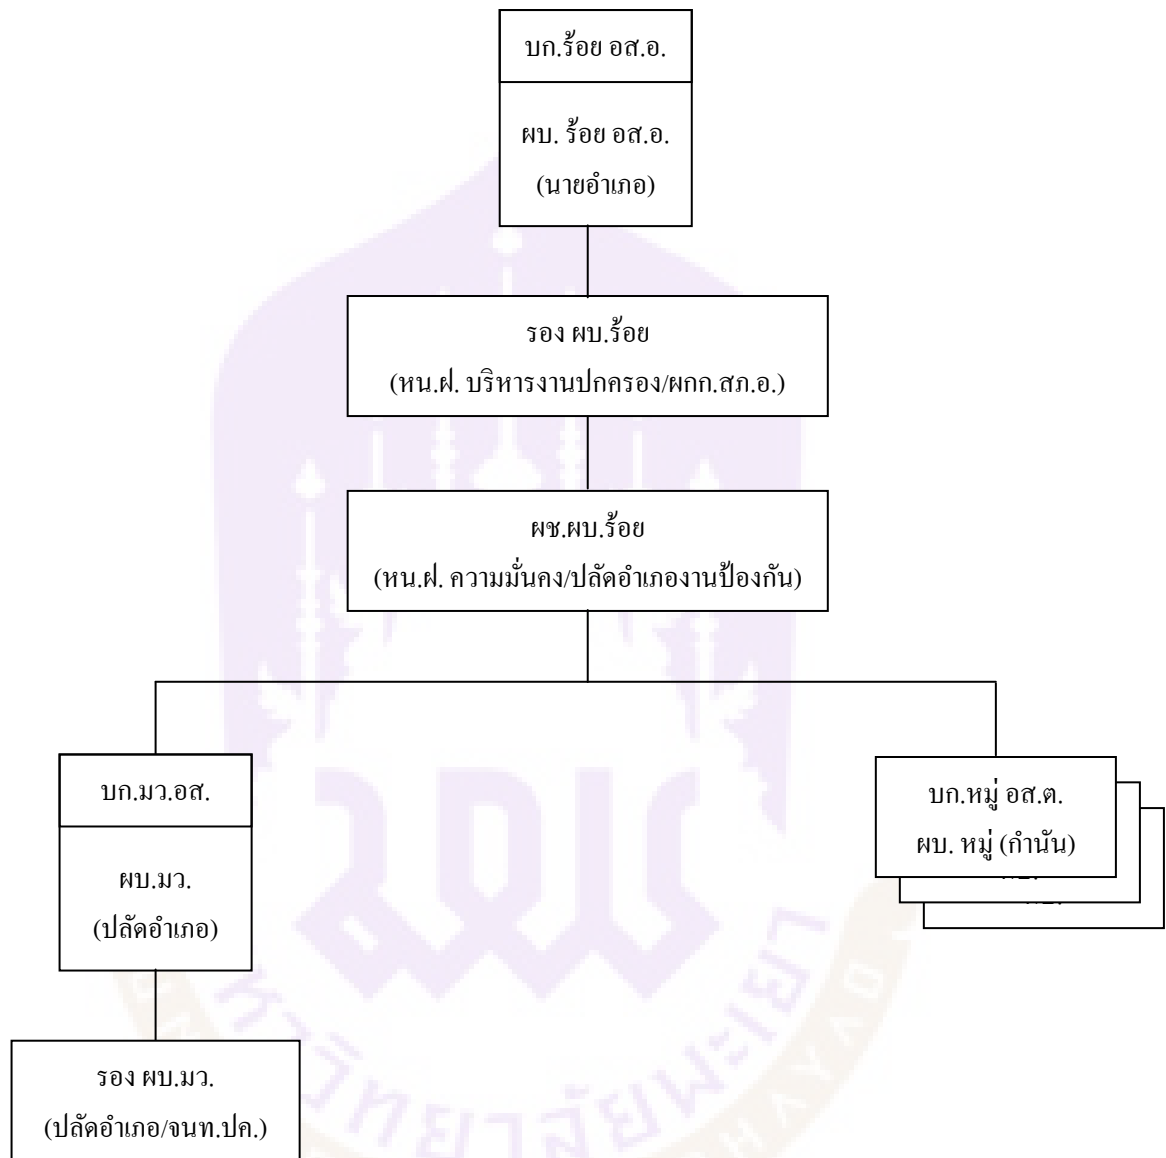 บก.ร้อย อส.อ.
ผบ. ร้อย อส.อ.
(นายอำเภอ)
รอง ผบ.ร้อย
(หน.ฝ. บริหารงานปกครอง/ผกก.สภ.อ.)
ผช.ผบ.ร้อย
(หน.ฝ. ความมั่นคง/ปลัดอำเภองานป้องกัน)
บก.มว.อส.
ผบ.มว.
(ปลัดอำเภอ)
บก.หมู่ อส.ต.
ผบ. หมู่ (กำนัน)
รอง ผบ.มว.
(ปลัดอำเภอ/จนท.ปค.)